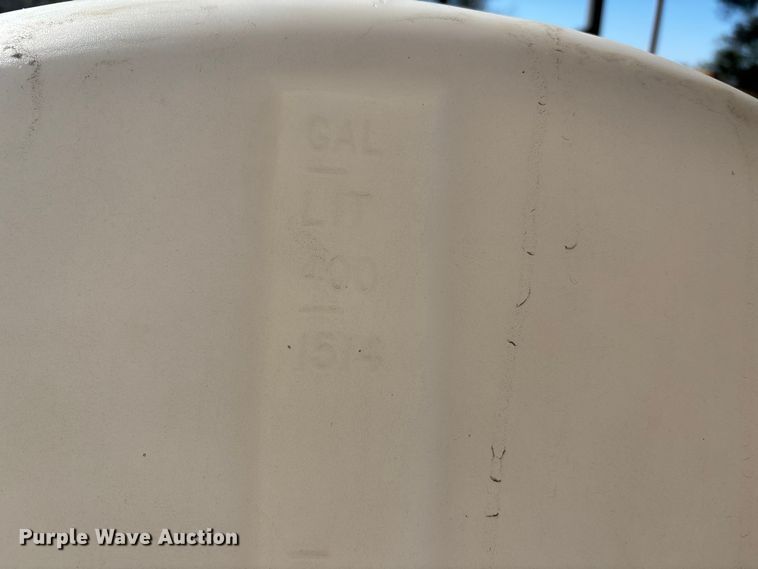 GAL
LIT
400
1514
Purple Wave Auction